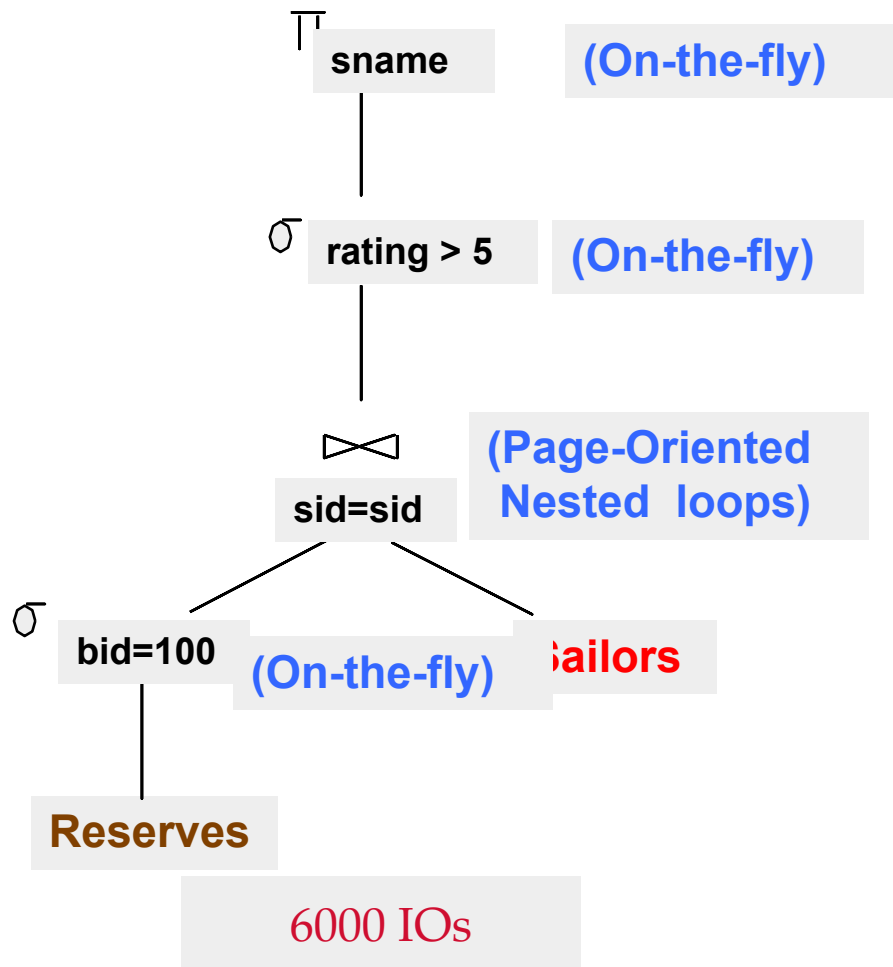 π sname (On-the-fly)
σ rating > 5 (On-the-fly)
⋈ (Page-Oriented
Nested loops)
sid=sid
σ bid=100 (On-the-fly)
Reserves
6000 IOs